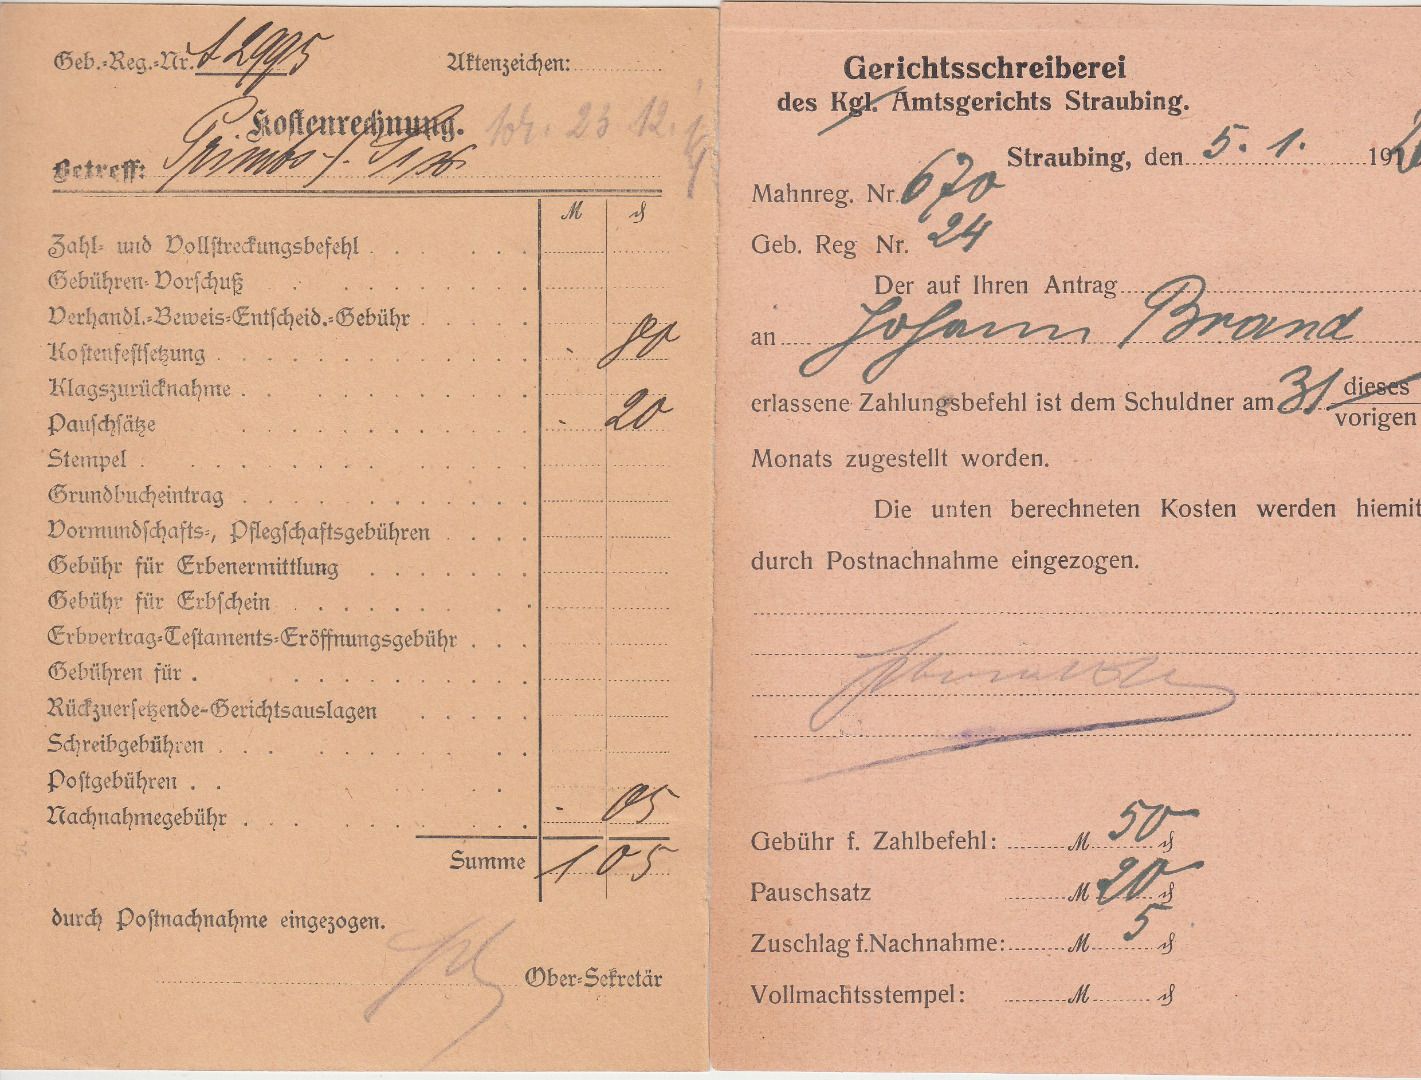 Geb.-Reg.-Nr. A 2995 Aktenzeichen:
Kostenrechnung. 23 12.
Betreff:
M ₰
Zahl- und Vollstreckungsbefehl
Gebühren-Vorschuß
Verhandl.-Beweis-Entscheid.-Gebühr
Kostenfestsetzung - 80
Klagszurücknahme
Pauschsätze - 20
Stempel
Grundbucheintrag
Vormundschafts-, Pflegschaftsgebühren
Gebühr für Erbenermittlung
Gebühr für Erbschein
Erbvertrag-Testaments-Eröffnungsgebühr
Gebühren für
Rückzuersetzende-Gerichtsauslagen
Schreibgebühren
Postgebühren
Nachnahmegebühr - 05
Summe 1 05
durch Postnachnahme eingezogen.
Ober-Sekretär
Gerichtsschreiberei
des Kgl. Amtsgerichts Straubing.
Straubing, den 5. 1. 191
Mahnreg. Nr. 670
Geb. Reg Nr. 24
Der auf Ihren Antrag
an Johann Brand
erlassene Zahlungsbefehl ist dem Schuldner am 31 dieses
vorigen
Monats zugestellt worden.
Die unten berechneten Kosten werden hiemit
durch Postnachnahme eingezogen.
Gebühr f. Zahlbefehl: M 50 ₰
Pauschsatz M 20 ₰
Zuschlag f. Nachnahme: M 5 ₰
Vollmachtsstempel: M ₰